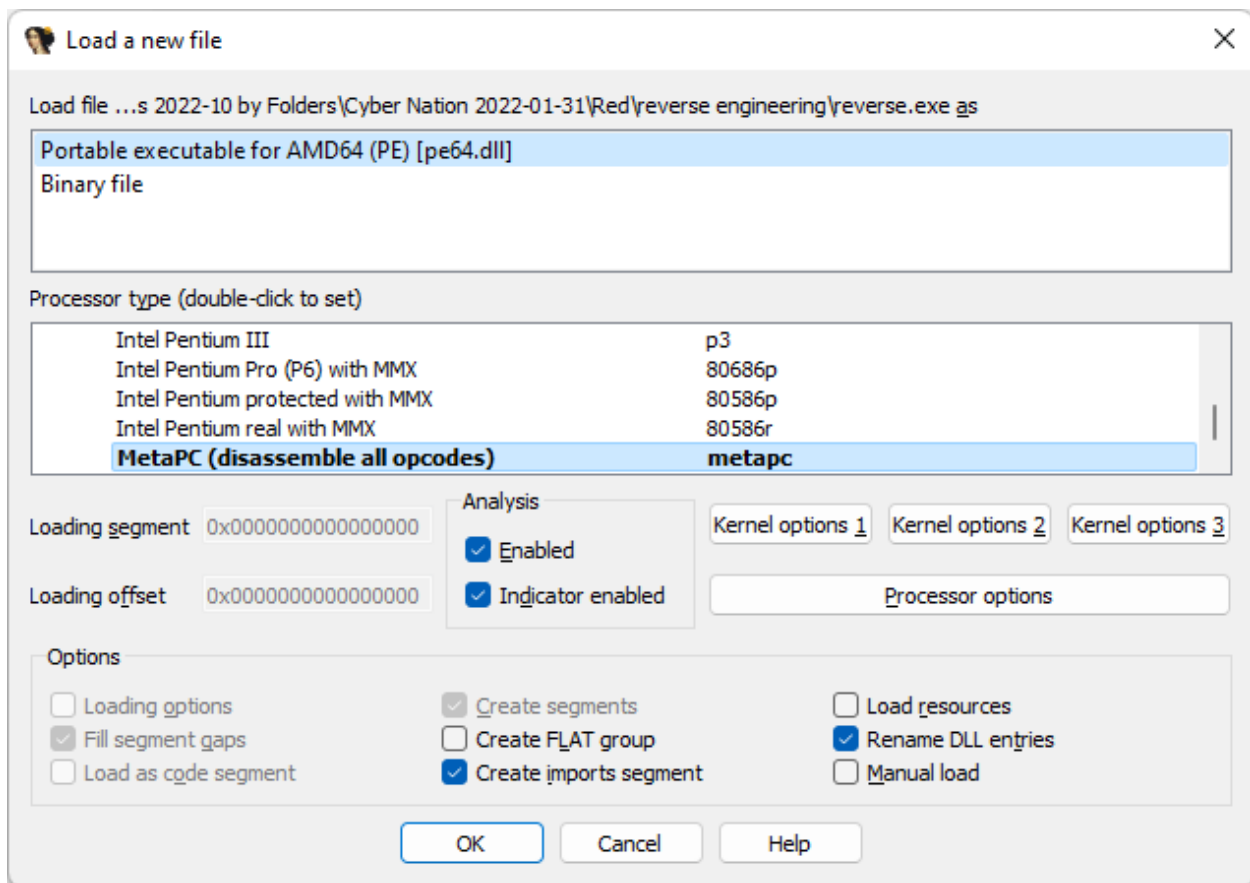 Load a new file
Load file ...s 2022-10 by Folders\Cyber Nation 2022-01-31\Red\reverse engineering\reverse.exe as
Portable executable for AMD64 (PE) [pe64.dll]
Binary file
Processor type (double-click to set)
Intel Pentium III p3
Intel Pentium Pro (P6) with MMX 80686p
Intel Pentium protected with MMX 80586p
Intel Pentium real with MMX 80586r
MetaPC (disassemble all opcodes) metapc
Analysis
Loading segment 0x0000000000000000
Enabled
Kernel options 1 Kernel options 2 Kernel options 3
Loading offset 0x0000000000000000
Indicator enabled
Processor options
Options
Loading options Create segments Load resources
Fill segment gaps Create FLAT group Rename DLL entries
Load as code segment Create imports segment Manual load
OK Cancel Help